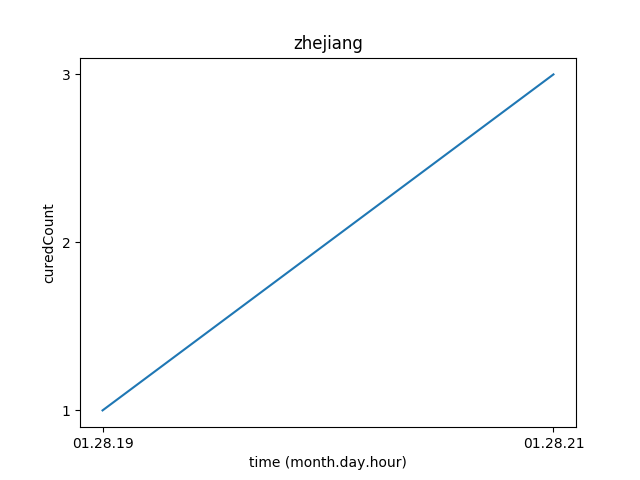 zhejiang
curedCount
3
2
1
01.28.19
01.28.21
time (month.day.hour)